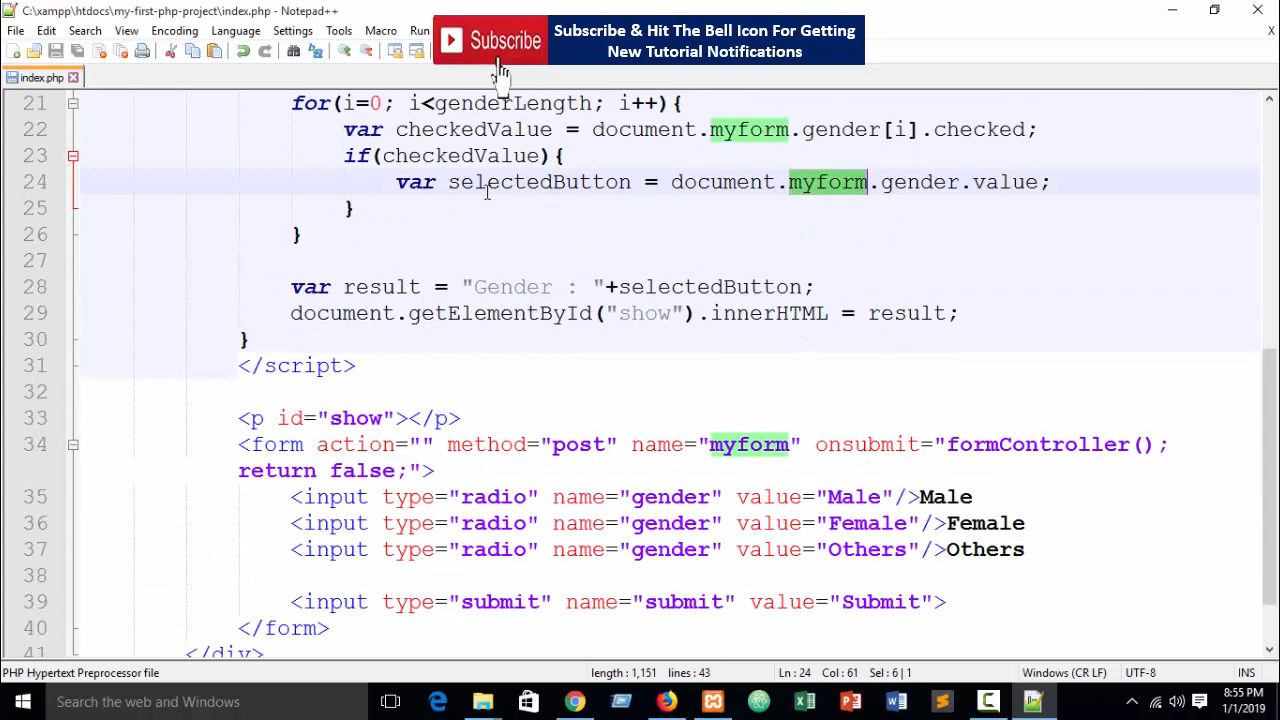 C:\xampp\htdocs\my-first-php-project\index.php - Notepad++
File Edit Search View Encoding Language Settings Tools Macro Run
Subscribe
Subscribe & Hit The Bell Icon For Getting
New Tutorial Notifications
index.php
21 for(i=0; i<genderLength; i++){
22 var checkedValue = document.myform.gender[i].checked;
23 if(checkedValue){
24 var selectedButton = document.myform.gender.value;
25 }
26 }
27
28 var result = "Gender : "+selectedButton;
29 document.getElementById("show").innerHTML = result;
30 }
31 </script>
32
33 <p id="show"></p>
34 <form action="" method="post" name="myform" onsubmit="formController();
return false;">
35 <input type="radio" name="gender" value="Male"/>Male
36 <input type="radio" name="gender" value="Female"/>Female
37 <input type="radio" name="gender" value="Others"/>Others
38
39 <input type="submit" name="submit" value="Submit">
40 </form>
41 </div>
PHP Hypertext Preprocessor file length : 1,151 lines : 43 Ln : 24 Col : 61 Sel : 6 | 1 Windows (CR LF) UTF-8 INS
Search the web and Windows
8:55 PM
1/1/2019